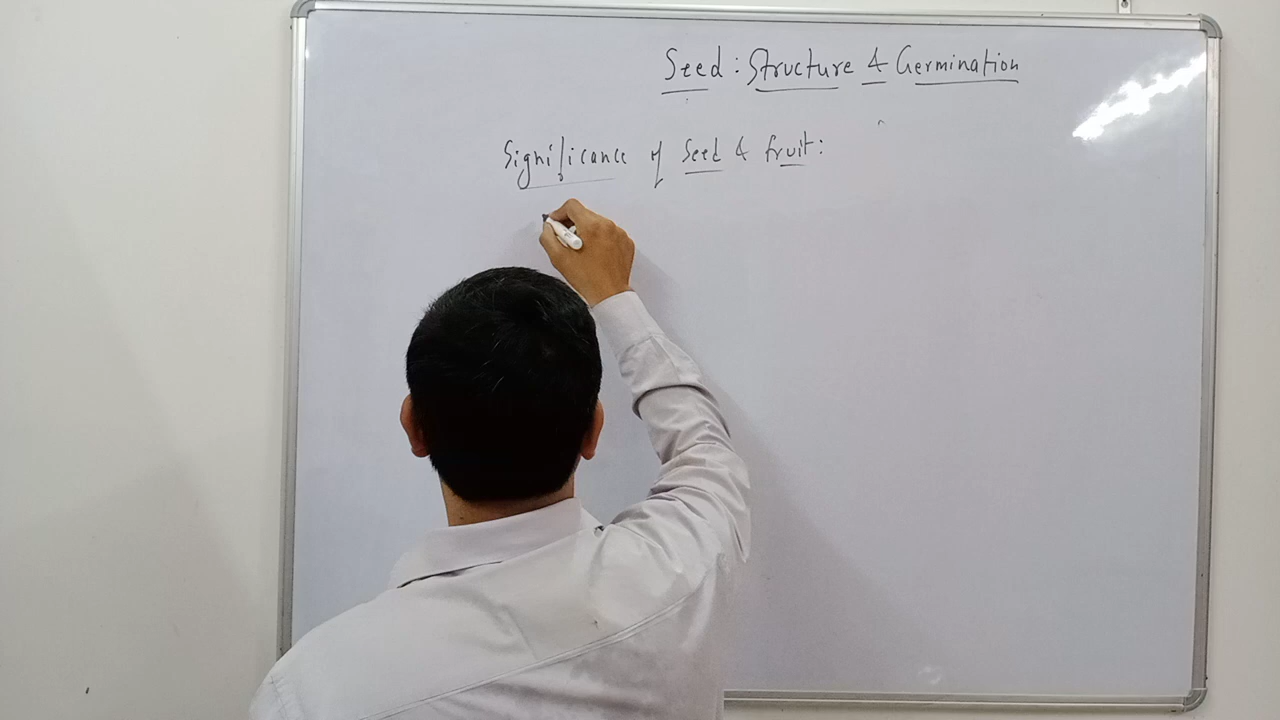 Seed : Structure & Germination
Significance of Seed & fruit :